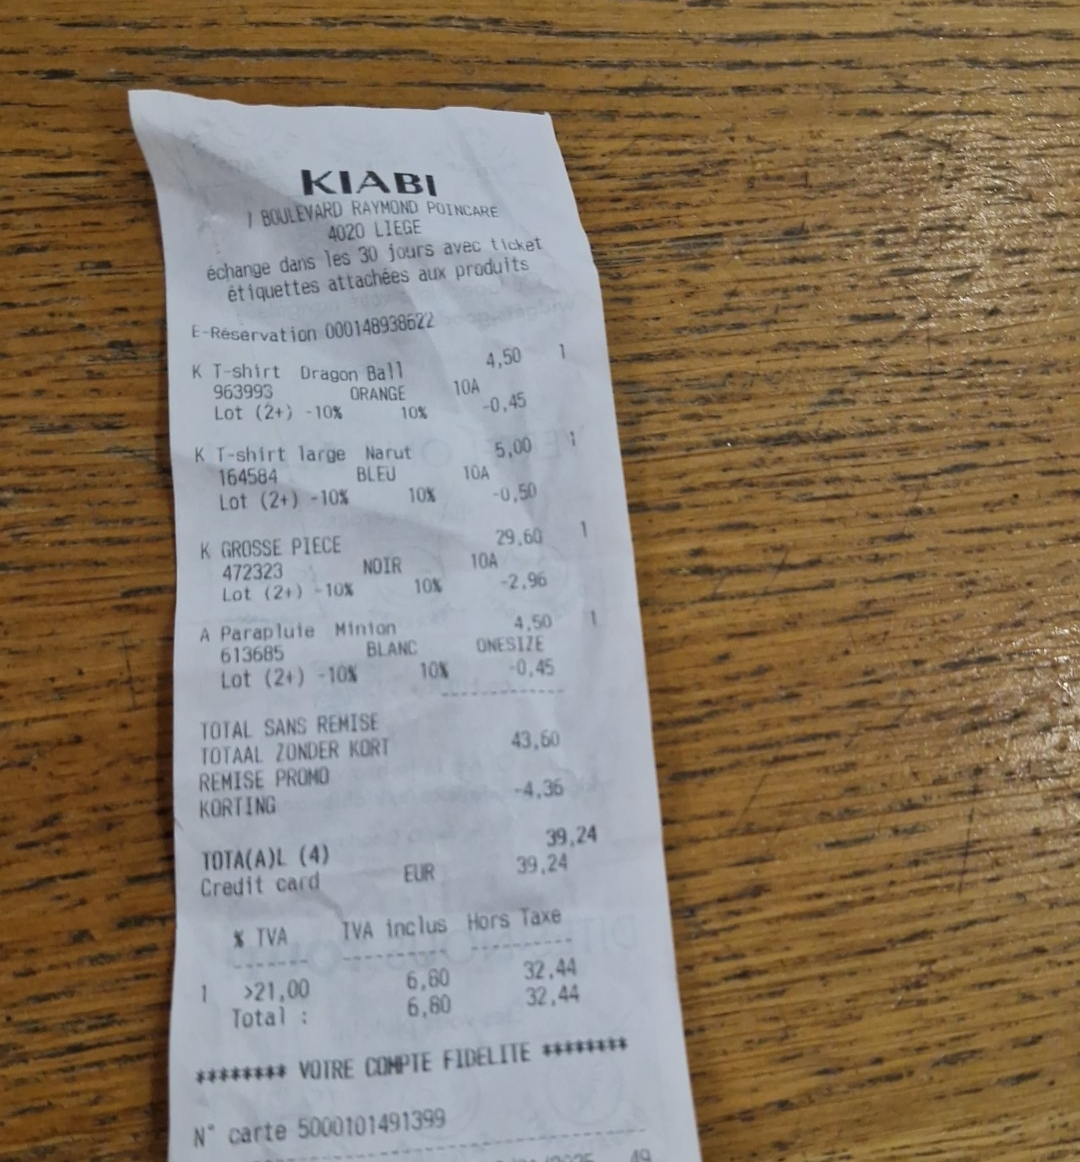 KIABI
1 BOULEVARD RAYMOND POINCARE
4020 LIEGE
échange dans les 30 jours avec ticket
étiquettes attachées aux produits
E-Réservation 000148938622
K T-shirt Dragon Ball 4,50 1
963993 ORANGE 10A
Lot (2+) -10% 10% -0,45
K T-shirt large Narut 5,00 1
164584 BLEU 10A
Lot (2+) -10% 10% -0,50
K GROSSE PIECE 29,60 1
472323 NOIR 10A
Lot (2+) -10% 10% -2,96
A Parapluie Minion 4,50 1
613685 BLANC ONESIZE
Lot (2+) -10% 10% -0,45
------------
TOTAL SANS REMISE
TOTAAL ZONDER KORT 43,60
REMISE PROMO
KORTING -4,36
TOTA(A)L (4) 39,24
Credit card EUR 39,24
% TVA TVA inclus Hors Taxe
------- ---------- ----------
1 >21,00 6,80 32,44
Total : 6,80 32,44
******** VOTRE COMPTE FIDELITE ********
N° carte 5000101491399